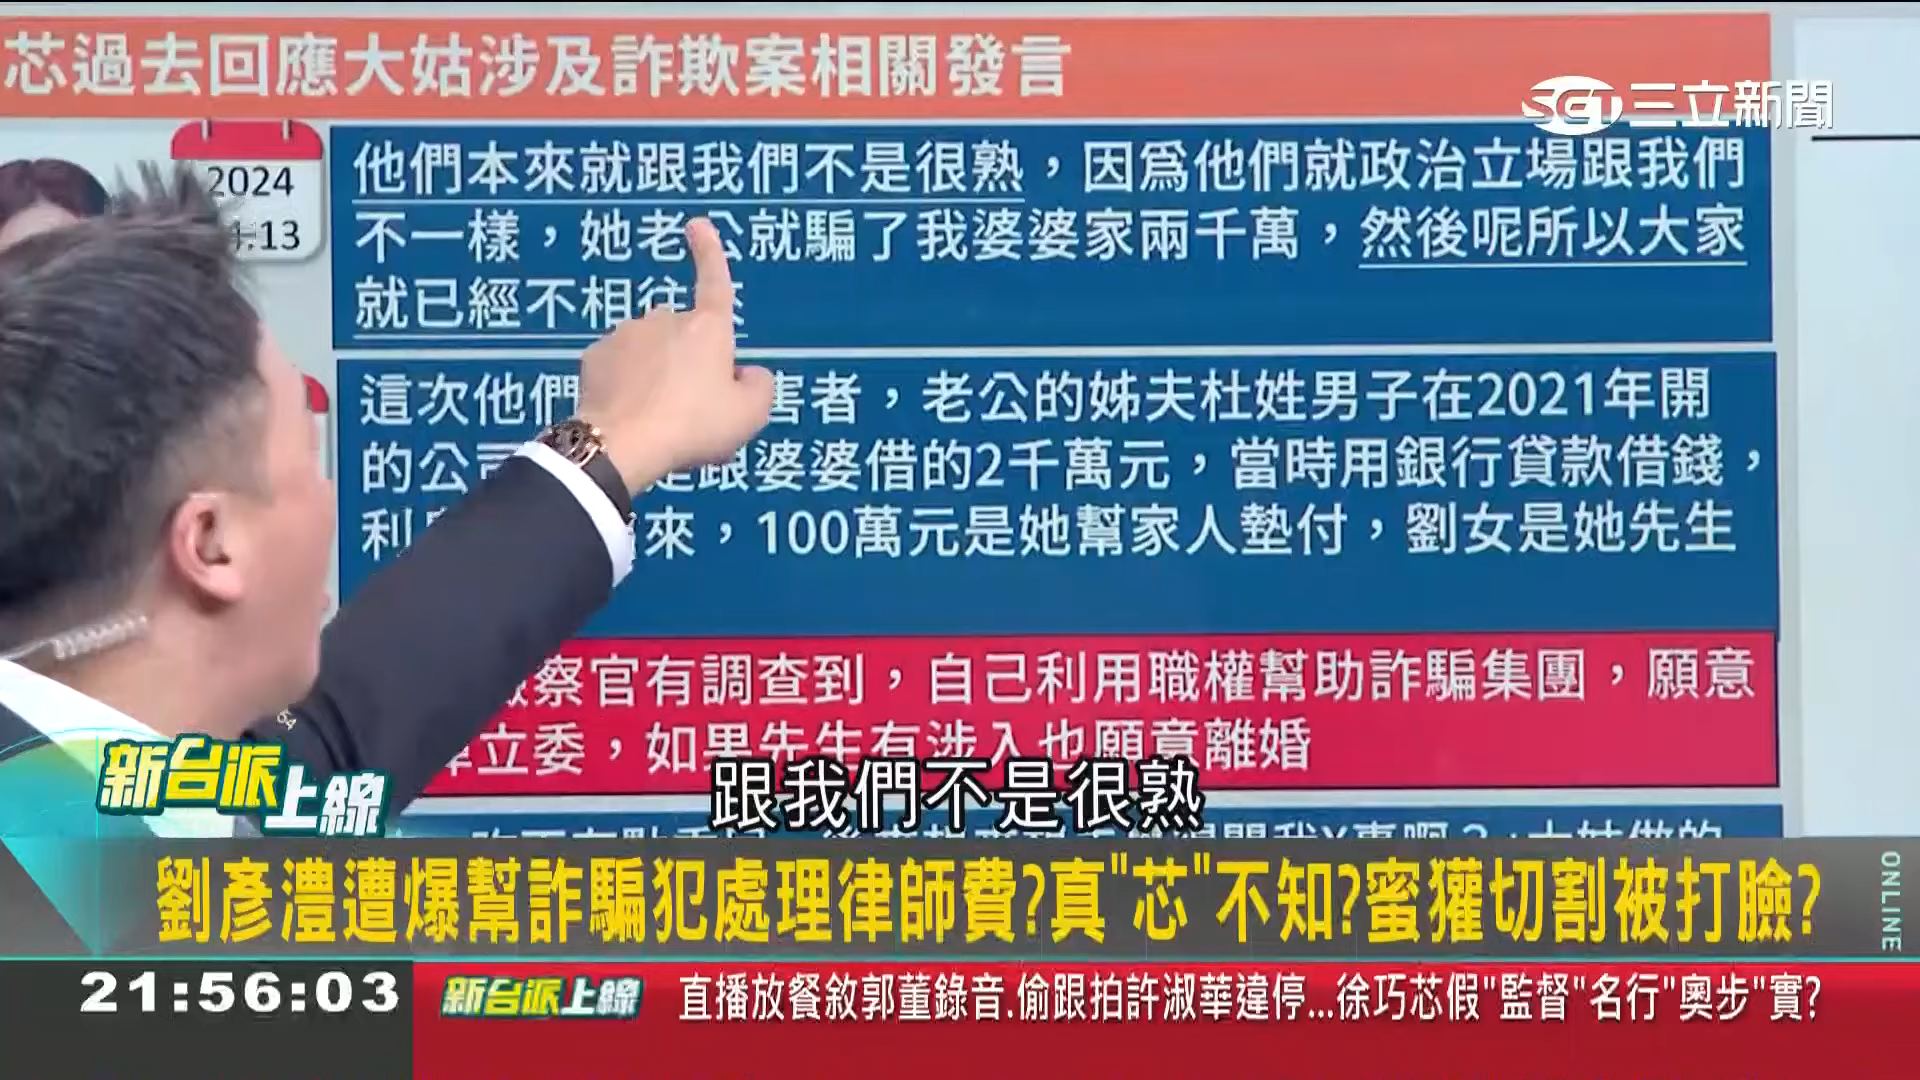 芯過去回應大姑涉及詐欺案相關發言
SET三立新聞
2024
:13
他們本來就跟我們不是很熟，因為他們就政治立場跟我們
不一樣，她老公就騙了我婆婆家兩千萬，然後呢所以大家
就已經不相往來
這次他們 害者，老公的姊夫杜姓男子在2021年開
的公司 是跟婆婆借的2千萬元，當時用銀行貸款借錢，
利 來，100萬元是她幫家人墊付，劉女是她先生
檢察官有調查到，自己利用職權幫助詐騙集團，願意
立委，如果先生有涉入也願意離婚
跟我們不是很熟
新台派上線
劉彥澧遭爆幫詐騙犯處理律師費?真"芯"不知?蜜獾切割被打臉?
ONLINE
21:56:03
新台派上線
直播放餐敘郭董錄音.偷跟拍許淑華違停...徐巧芯假"監督"名行"奧步"實?